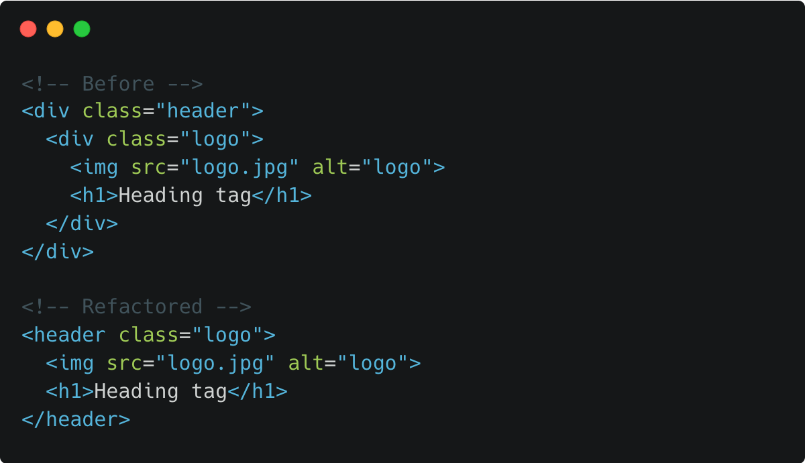 <!-- Before -->
<div class="header">
  <div class="logo">
    <img src="logo.jpg" alt="logo">
    <h1>Heading tag</h1>
  </div>
</div>

<!-- Refactored -->
<header class="logo">
  <img src="logo.jpg" alt="logo">
  <h1>Heading tag</h1>
</header>